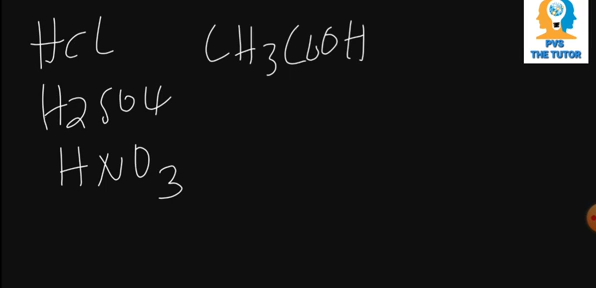 HCL CH3COOH
H2SO4
HNO3
PVS
THE TUTOR